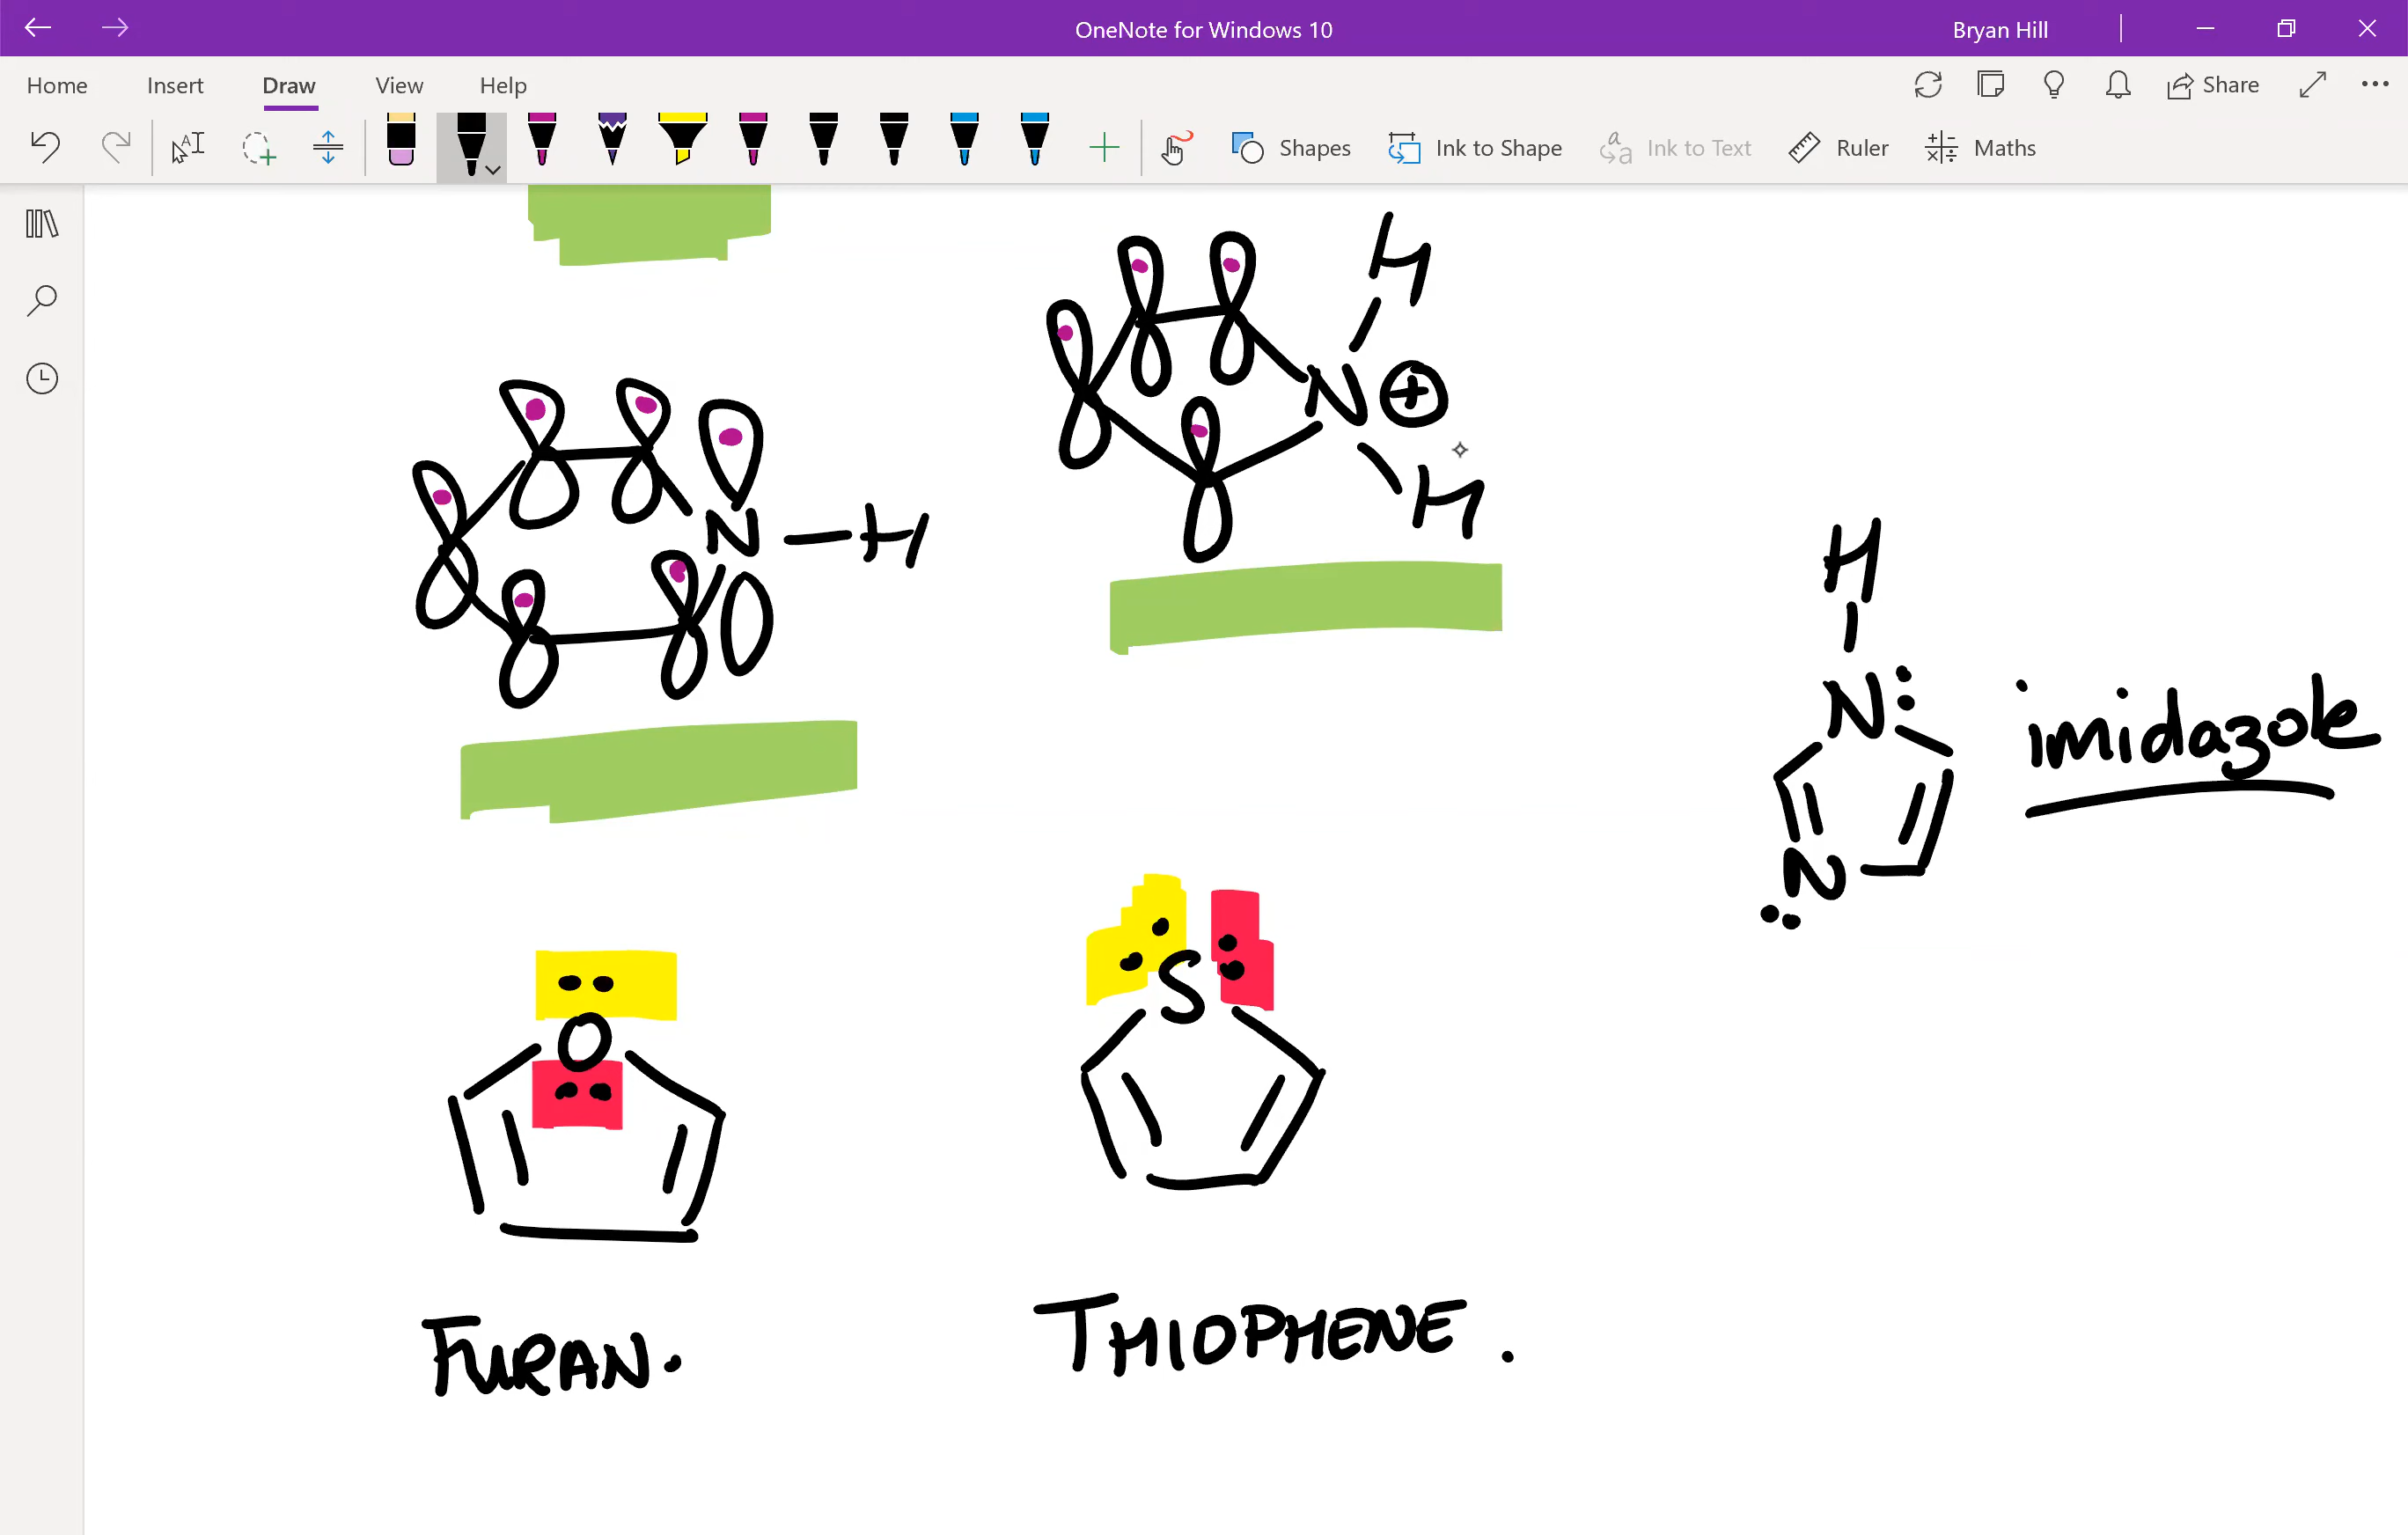 OneNote for Windows 10
Bryan Hill
Home Insert Draw View Help
Share
Shapes Ink to Shape Ink to Text Ruler Maths
H
N ⊕
H
N — H
H
N:
imidazole
N
..
S
O
FURAN.
THIOPHENE.